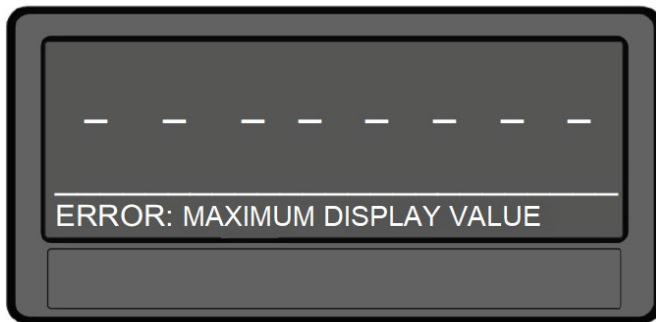 – – – – – – – –
ERROR: MAXIMUM DISPLAY VALUE